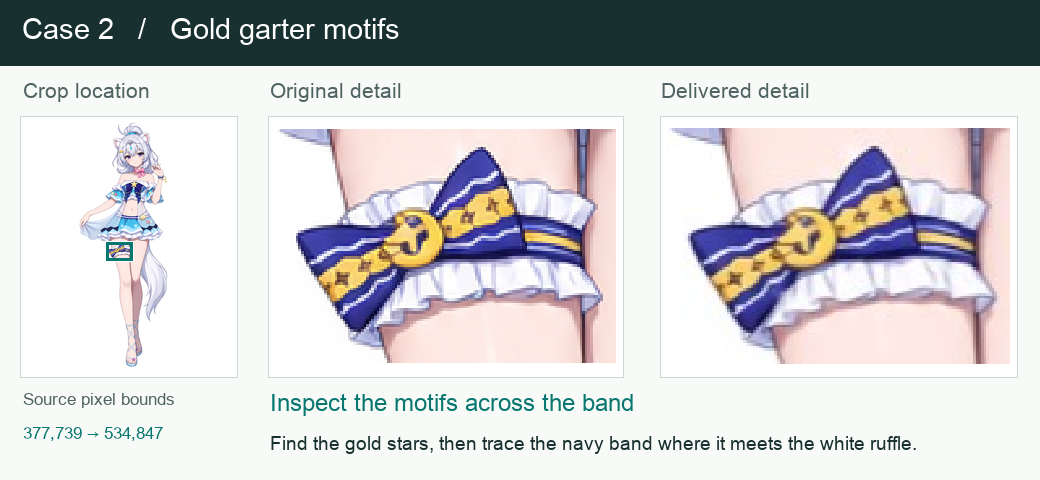 Case 2 / Gold garter motifs
Crop location
Original detail
Delivered detail
Source pixel bounds
377,739 → 534,847
Inspect the motifs across the band
Find the gold stars, then trace the navy band where it meets the white ruffle.